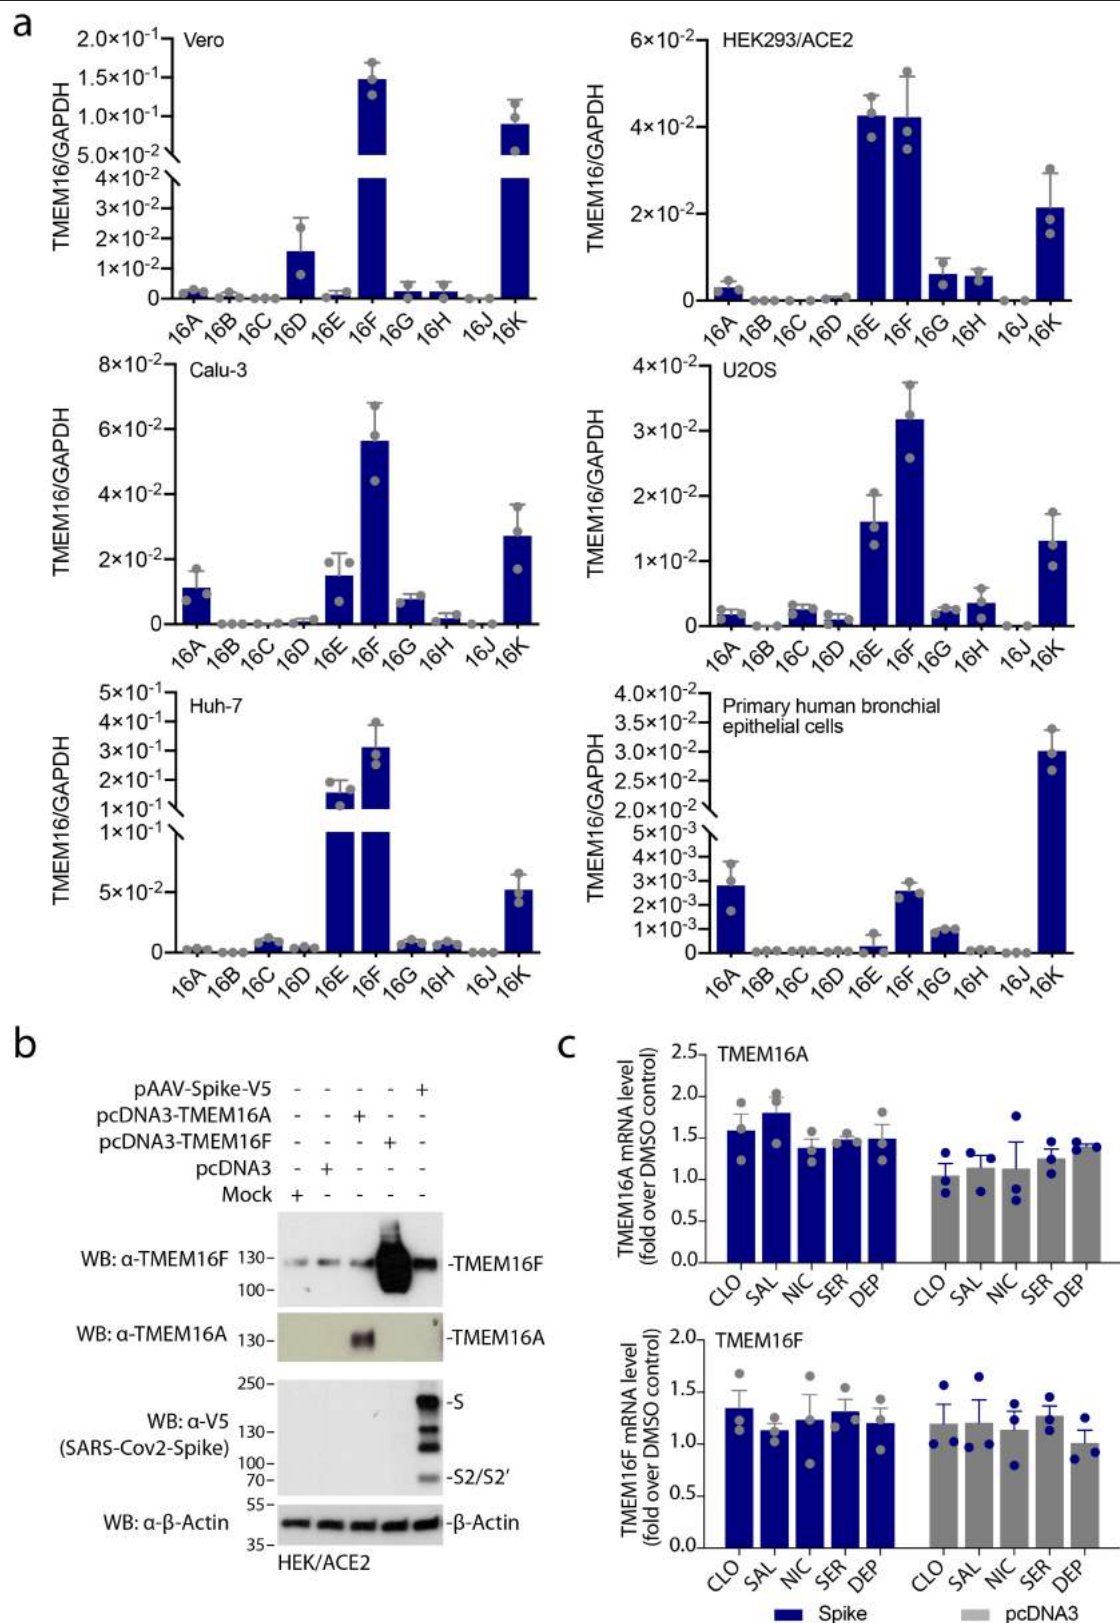 a
Vero
TMEM16/GAPDH
2.0×10⁻¹
1.5×10⁻¹
1.0×10⁻¹
5.0×10⁻²
4×10⁻²
3×10⁻²
2×10⁻²
1×10⁻²
0
16A 16B 16C 16D 16E 16F 16G 16H 16J 16K
HEK293/ACE2
TMEM16/GAPDH
6×10⁻²
4×10⁻²
2×10⁻²
0
16A 16B 16C 16D 16E 16F 16G 16H 16J 16K
Calu-3
TMEM16/GAPDH
8×10⁻²
6×10⁻²
4×10⁻²
2×10⁻²
0
16A 16B 16C 16D 16E 16F 16G 16H 16J 16K
U2OS
TMEM16/GAPDH
4×10⁻²
3×10⁻²
2×10⁻²
1×10⁻²
0
16A 16B 16C 16D 16E 16F 16G 16H 16J 16K
Huh-7
TMEM16/GAPDH
5×10⁻¹
4×10⁻¹
3×10⁻¹
2×10⁻¹
1×10⁻¹
1×10⁻¹
5×10⁻²
0
16A 16B 16C 16D 16E 16F 16G 16H 16J 16K
Primary human bronchial
epithelial cells
TMEM16/GAPDH
4.0×10⁻²
3.5×10⁻²
3.0×10⁻²
2.5×10⁻²
2.0×10⁻²
5×10⁻³
4×10⁻³
3×10⁻³
2×10⁻³
1×10⁻³
0
16A 16B 16C 16D 16E 16F 16G 16H 16J 16K
b
pAAV-Spike-V5 - - - - +
pcDNA3-TMEM16A - - + - -
pcDNA3-TMEM16F - - - + -
pcDNA3 - + - - -
Mock + - - - -
WB: α-TMEM16F 130- -TMEM16F
100-
WB: α-TMEM16A 130- -TMEM16A
250-
-S
WB: α-V5 130-
(SARS-Cov2-Spike)
100-
70- -S2/S2′
55-
WB: α-β-Actin -β-Actin
35-
HEK/ACE2
c
TMEM16A
TMEM16A mRNA level
(fold over DMSO control)
2.5
2.0
1.5
1.0
0.5
0.0
CLO SAL NIC SER DEP CLO SAL NIC SER DEP
TMEM16F
TMEM16F mRNA level
(fold over DMSO control)
2.0
1.5
1.0
0.5
0.0
CLO SAL NIC SER DEP CLO SAL NIC SER DEP
Spike pcDNA3